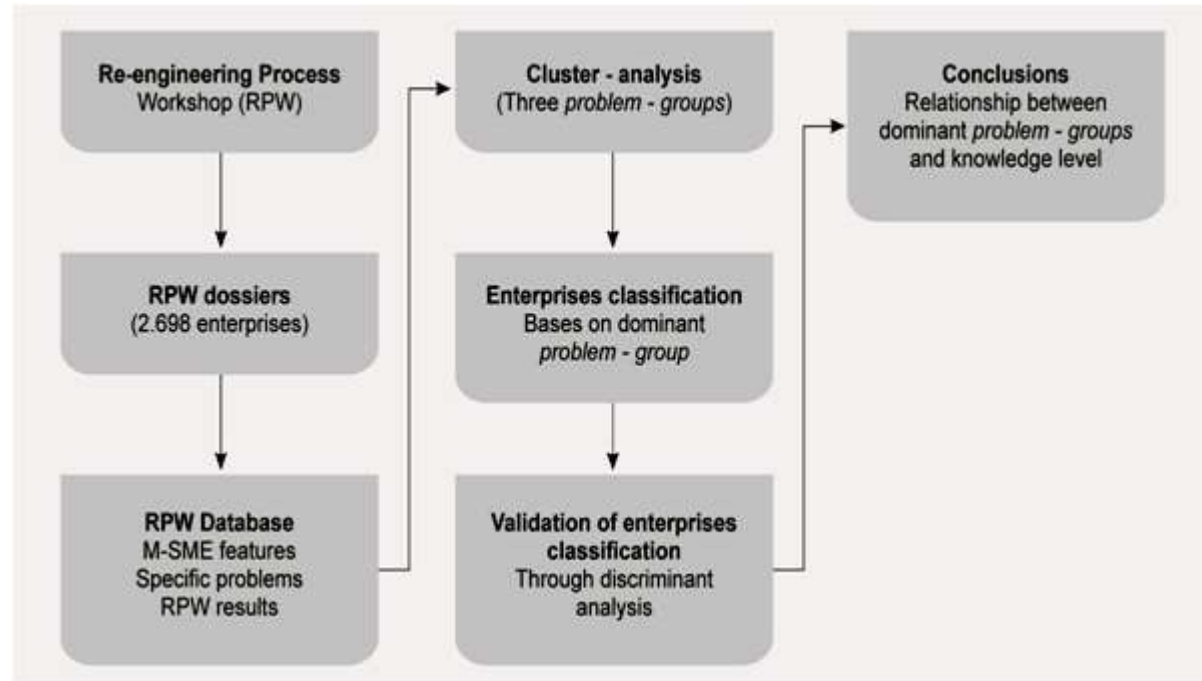 Re-engineering Process
Workshop (RPW)
RPW dossiers
(2.698 enterprises)
RPW Database
M-SME features
Specific problems
RPW results
Cluster - analysis
(Three problem - groups)
Enterprises classification
Bases on dominant
problem - group
Validation of enterprises
classification
Through discriminant
analysis
Conclusions
Relationship between
dominant problem - groups
and knowledge level